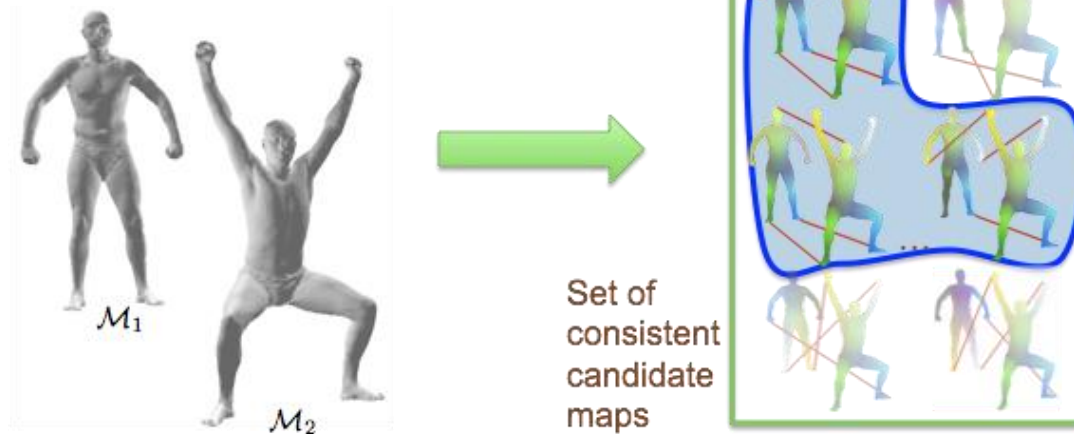 M₁
M₂
Set of
consistent
candidate
maps
...